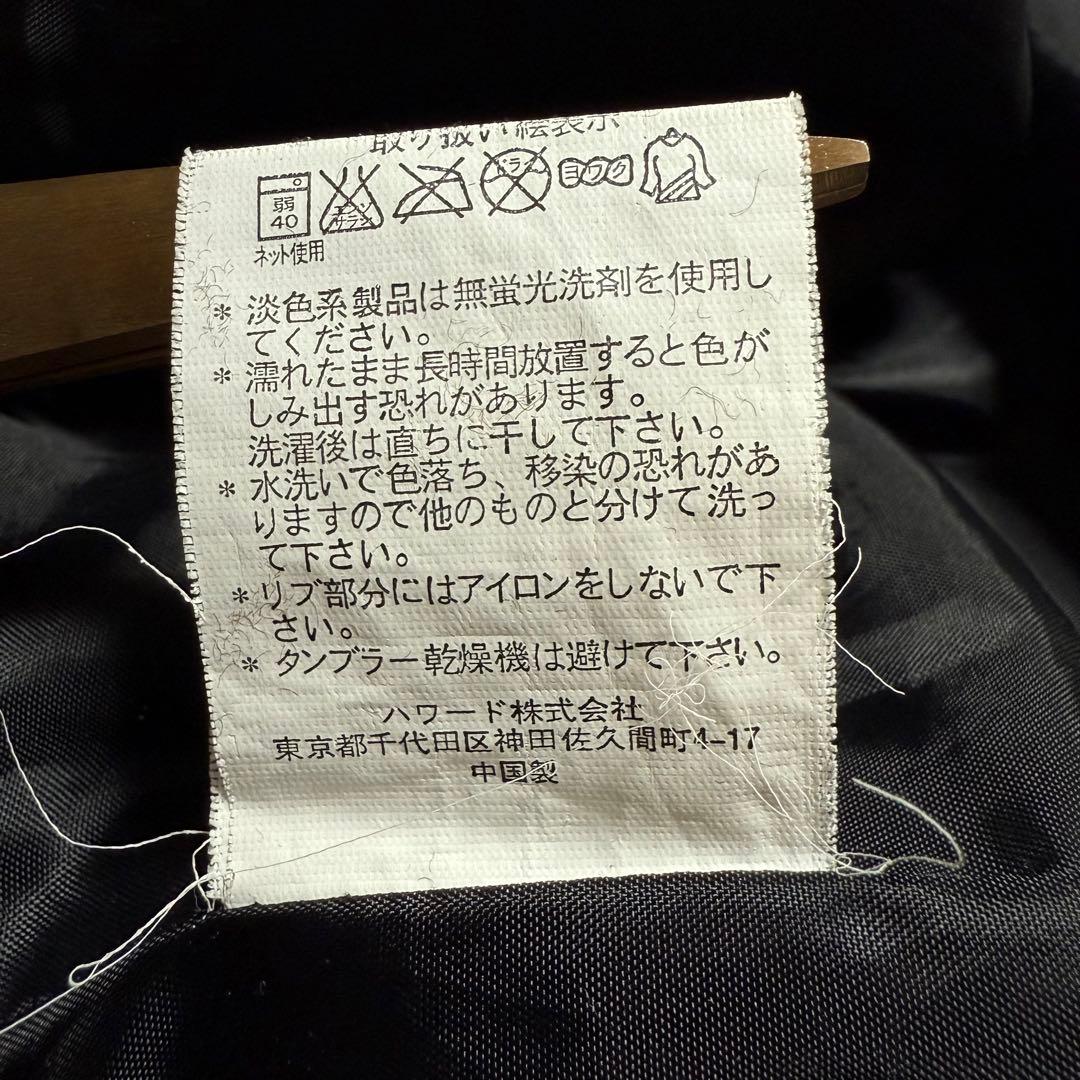 取り扱い絵表示
弱 40 エンソ サラシ ドライ ヨワク
ネット使用
* 淡色系製品は無蛍光洗剤を使用し
てください。
* 濡れたまま長時間放置すると色が
しみ出す恐れがあります。
洗濯後は直ちに干して下さい。
* 水洗いで色落ち、移染の恐れがあ
りますので他のものと分けて洗っ
て下さい。
* リブ部分にはアイロンをしないで下
さい。
* タンブラー乾燥機は避けて下さい。
ハワード株式会社
東京都千代田区神田佐久間町4-17
中国製